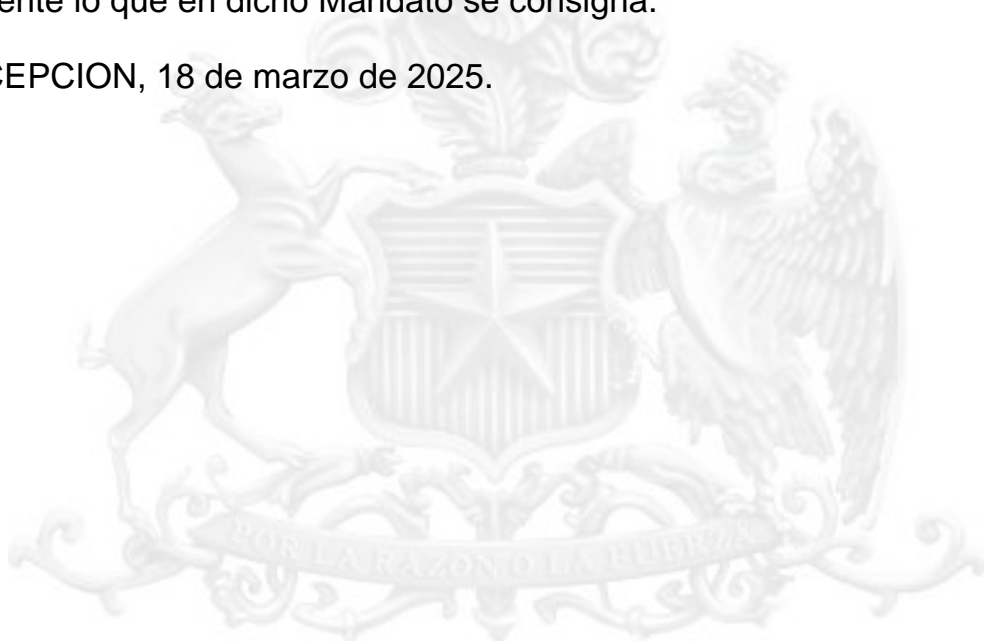 ente lo que en dicho Mandato se consigna.
CEPCION, 18 de marzo de 2025.
POR LA RAZON O LA FUERZA